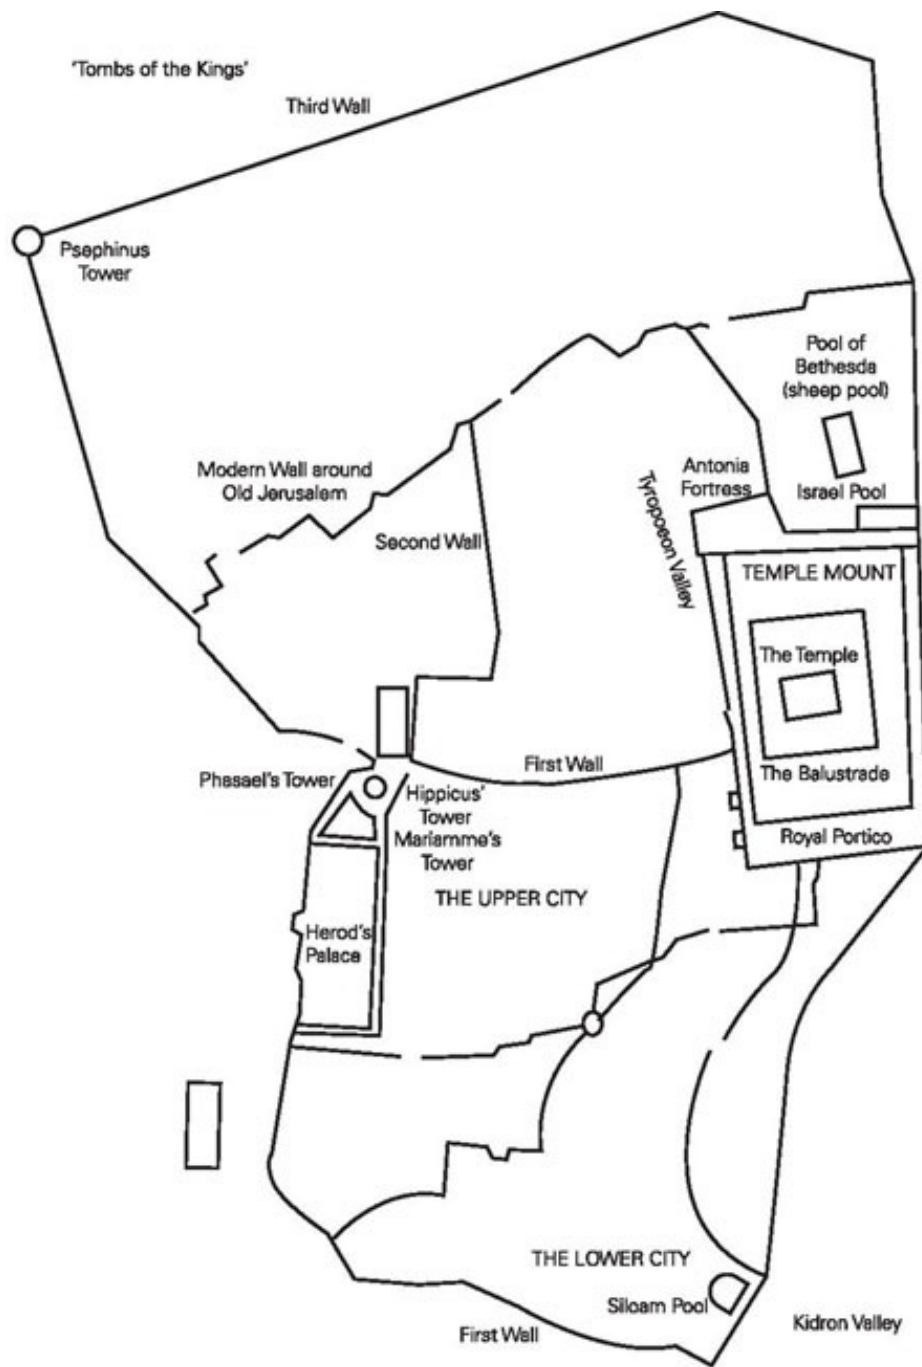 'Tombs of the Kings'
Third Wall
Psephinus
Tower
Pool of
Bethesda
(sheep pool)
Modern Wall around
Old Jerusalem
Antonia
Fortress
Israel Pool
Second Wall
Tyropoeon Valley
TEMPLE MOUNT
The Temple
First Wall
The Balustrade
Phasael's Tower
Hippicus'
Tower
Mariamme's
Tower
Royal Portico
THE UPPER CITY
Herod's
Palace
THE LOWER CITY
Siloam Pool
First Wall
Kidron Valley